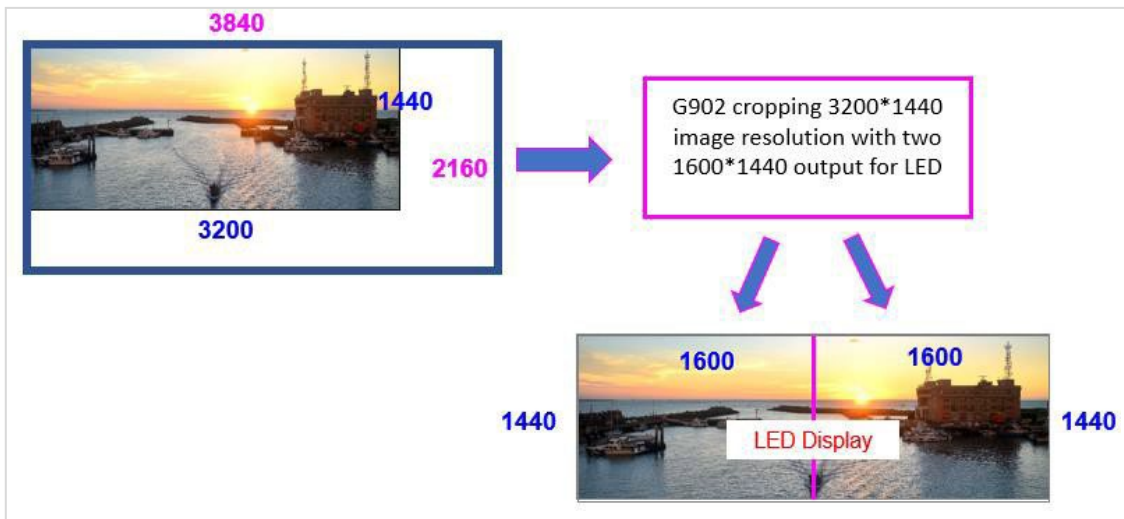 3840
1440
2160
3200
G902 cropping 3200*1440
image resolution with two
1600*1440 output for LED
1600
1600
1440
1440
LED Display